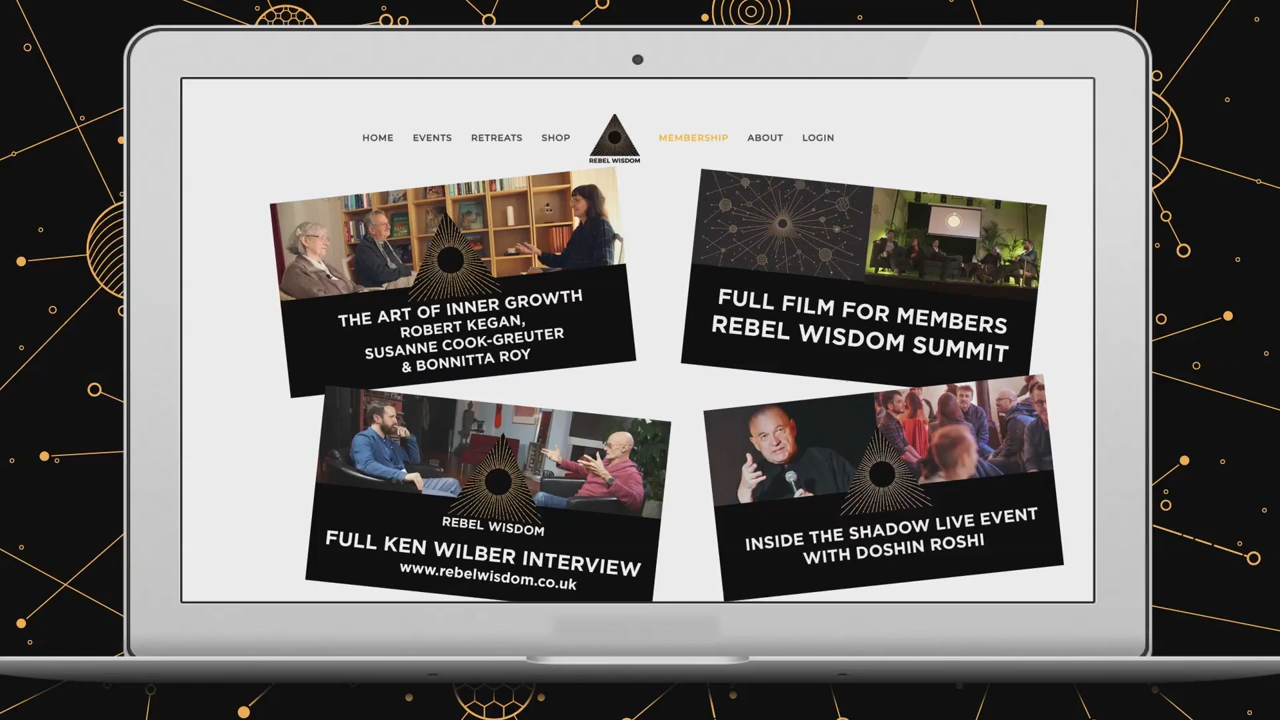 HOME EVENTS RETREATS SHOP MEMBERSHIP ABOUT LOGIN
REBEL WISDOM
THE ART OF INNER GROWTH
ROBERT KEGAN,
SUSANNE COOK-GREUTER
& BONNITTA ROY
FULL FILM FOR MEMBERS
REBEL WISDOM SUMMIT
REBEL WISDOM
FULL KEN WILBER INTERVIEW
www.rebelwisdom.co.uk
INSIDE THE SHADOW LIVE EVENT
WITH DOSHIN ROSHI